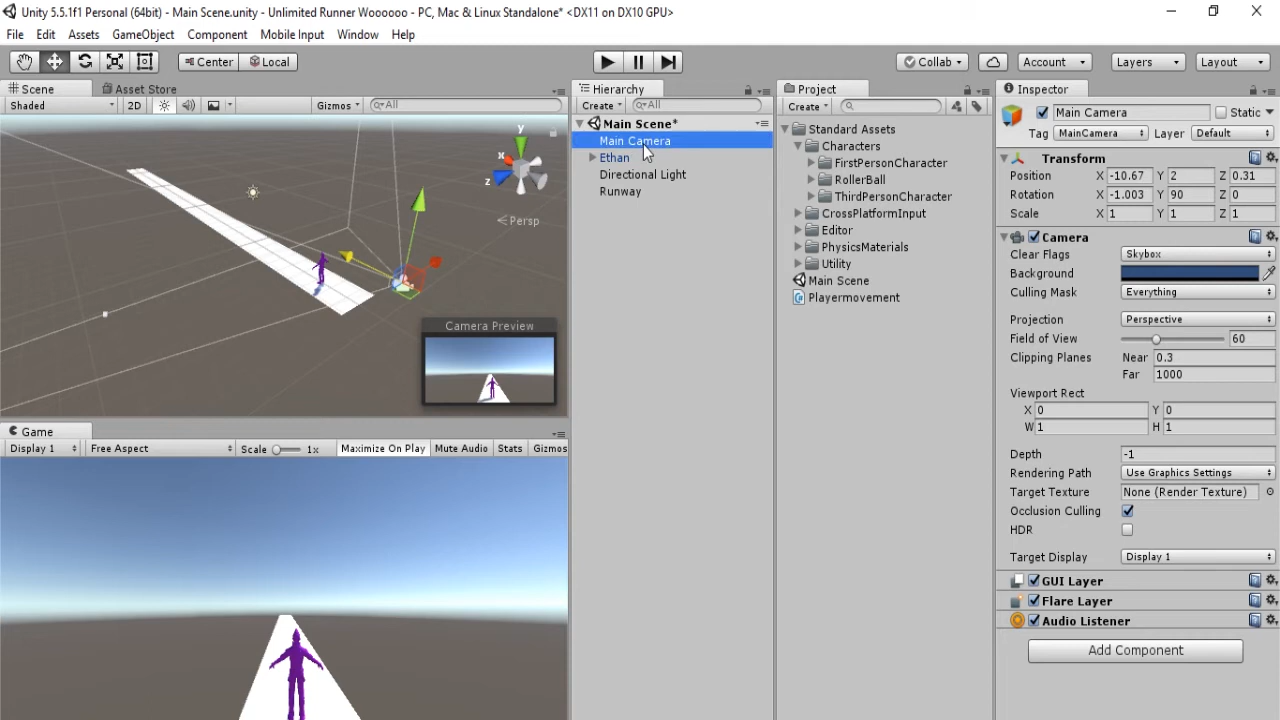 Unity 5.5.1f1 Personal (64bit) - Main Scene.unity - Unlimited Runner Woooooo - PC, Mac & Linux Standalone* <DX11 on DX10 GPU>
File Edit Assets GameObject Component Mobile Input Window Help
Center Local Collab Account Layers Layout
Scene Asset Store
Shaded 2D Gizmos All
y
x
z
Persp
Camera Preview
Game
Display 1 Free Aspect Scale 1x Maximize On Play Mute Audio Stats Gizmos
Hierarchy
Create All
Main Scene*
Main Camera
Ethan
Directional Light
Runway
Project
Create
Standard Assets
Characters
FirstPersonCharacter
RollerBall
ThirdPersonCharacter
CrossPlatformInput
Editor
PhysicsMaterials
Utility
Main Scene
Playermovement
Inspector
Main Camera Static
Tag MainCamera Layer Default
Transform
Position X -10.67 Y 2 Z 0.31
Rotation X -1.003 Y 90 Z 0
Scale X 1 Y 1 Z 1
Camera
Clear Flags Skybox
Background
Culling Mask Everything
Projection Perspective
Field of View 60
Clipping Planes Near 0.3
Far 1000
Viewport Rect
X 0 Y 0
W 1 H 1
Depth -1
Rendering Path Use Graphics Settings
Target Texture None (Render Texture)
Occlusion Culling
HDR
Target Display Display 1
GUI Layer
Flare Layer
Audio Listener
Add Component